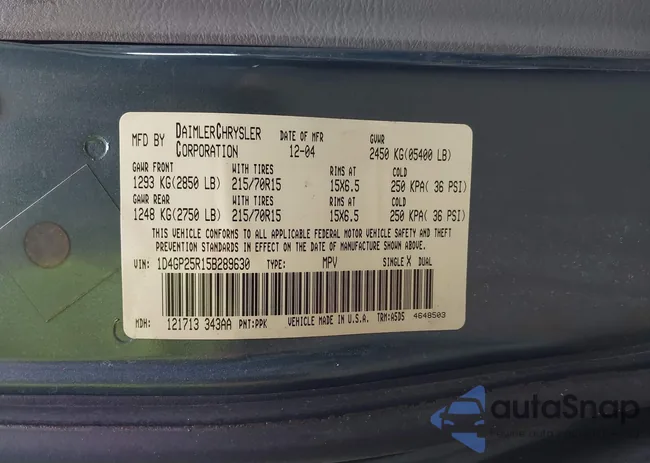 MFD BY DAIMLERCHRYSLER CORPORATION DATE OF MFR 12-04 GVWR 2450 KG(05400 LB)
GAWR FRONT WITH TIRES RIMS AT COLD
1293 KG(2850 LB) 215/70R15 15X6.5 250 KPA( 36 PSI)
GAWR REAR WITH TIRES RIMS AT COLD
1248 KG(2750 LB) 215/70R15 15X6.5 250 KPA( 36 PSI)
THIS VEHICLE CONFORMS TO ALL APPLICABLE FEDERAL MOTOR VEHICLE SAFETY AND THEFT
PREVENTION STANDARDS IN EFFECT ON THE DATE OF MANUFACTURE SHOWN ABOVE.
VIN: 1D4GP25R15B289630 TYPE: MPV SINGLE X DUAL
MDH: 121713 343AA PNT:PPK VEHICLE MADE IN U.S.A. TRM:A5D5 4648503
autoSnap